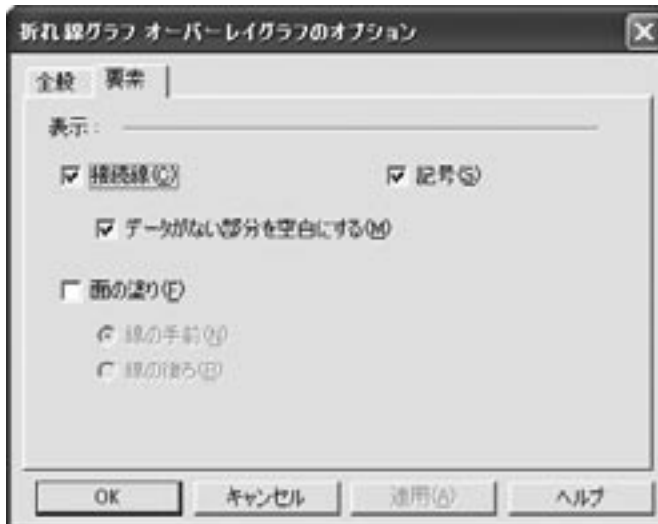 折れ線グラフ オーバーレイグラフのオプション
全般 要素
表示:
接続線(C) 記号(S)
データがない部分を空白にする(M)
面の塗り(F)
線の手前(N)
線の後ろ(B)
OK キャンセル 適用(A) ヘルプ